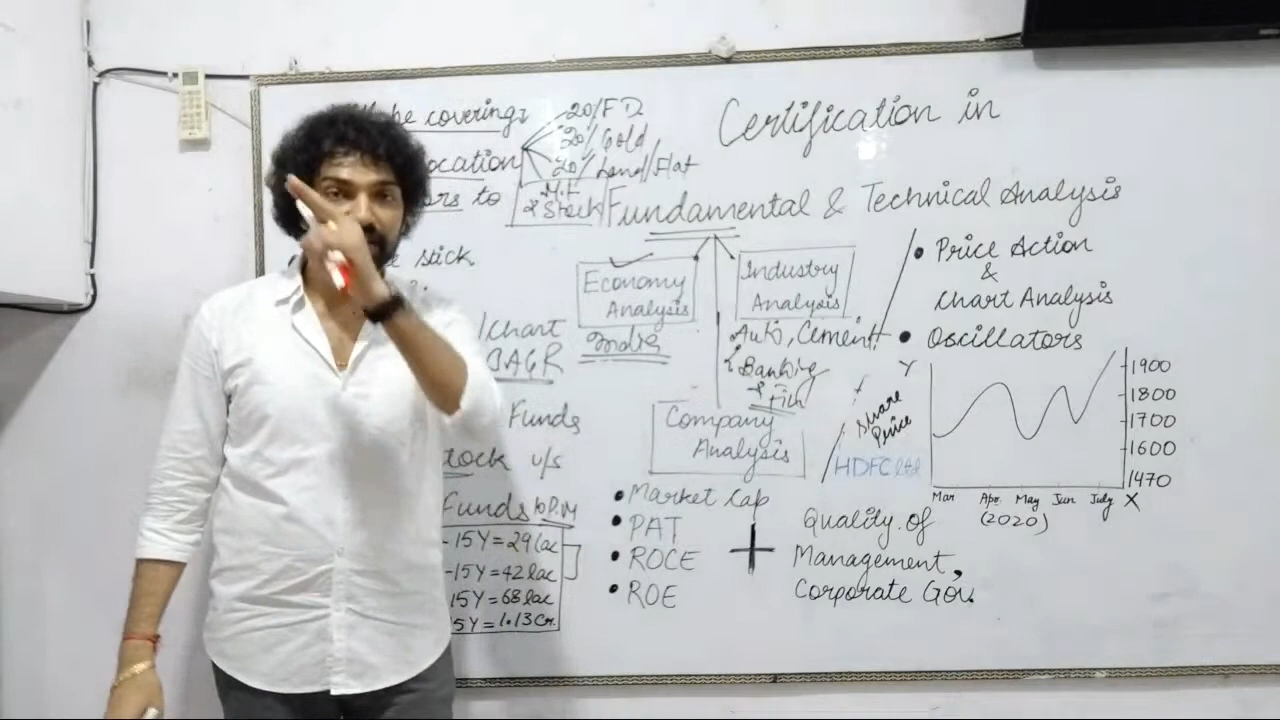 be covering
20/FD
20% Gold
20% Land/Flat
M.F
& Stock
to
stick
/Chart
CAGR
Funds
v/s
Funds 10 P.M
-15Y=29 lac
-15Y=42 lac
15Y=68 lac
5Y=1.13 Cr.
Certification in
Fundamental & Technical Analysis
Economy
Analysis
India
Industry
Analysis
Auto, Cement
Banking
Company
Analysis
• Market Cap
• PAT
• ROCE
• ROE
+
Quality of
Management,
Corporate Gov.
• Price Action
&
Chart Analysis
• Oscillators
Y
Share
Price
HDFC Ltd
1900
1800
1700
1600
1470
Mar Apr. May Jun July X
(2020)